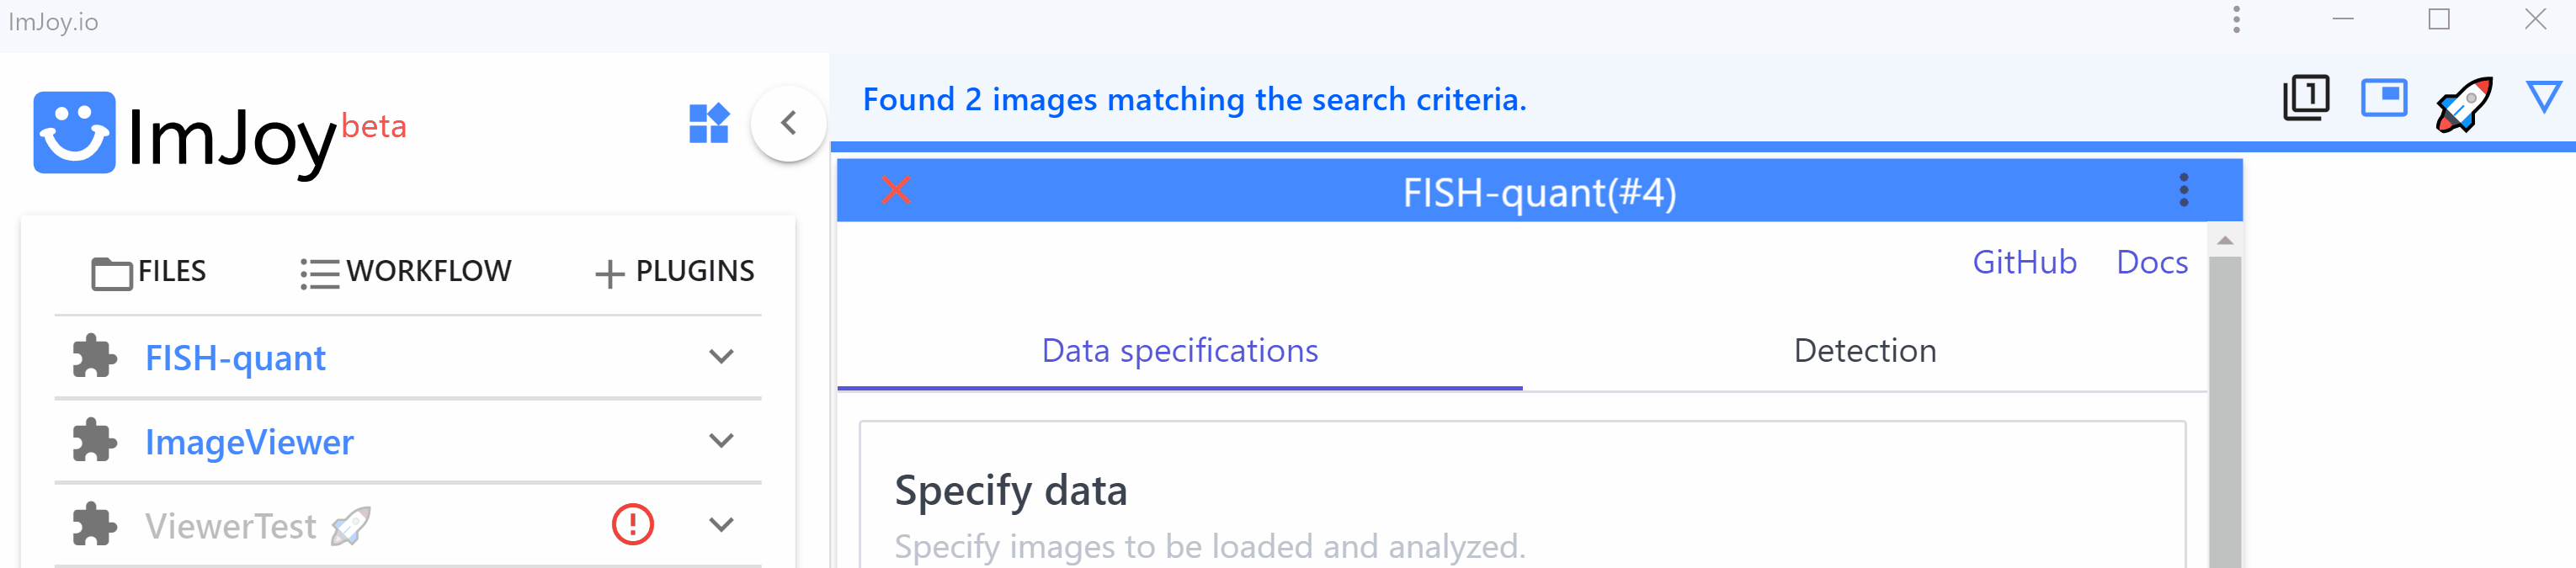 ImJoy.io
ImJoy beta
Found 2 images matching the search criteria.
1
FISH-quant(#4)
GitHub Docs
FILES WORKFLOW PLUGINS
Data specifications Detection
FISH-quant
ImageViewer
ViewerTest 🚀
Specify data
Specify images to be loaded and analyzed.